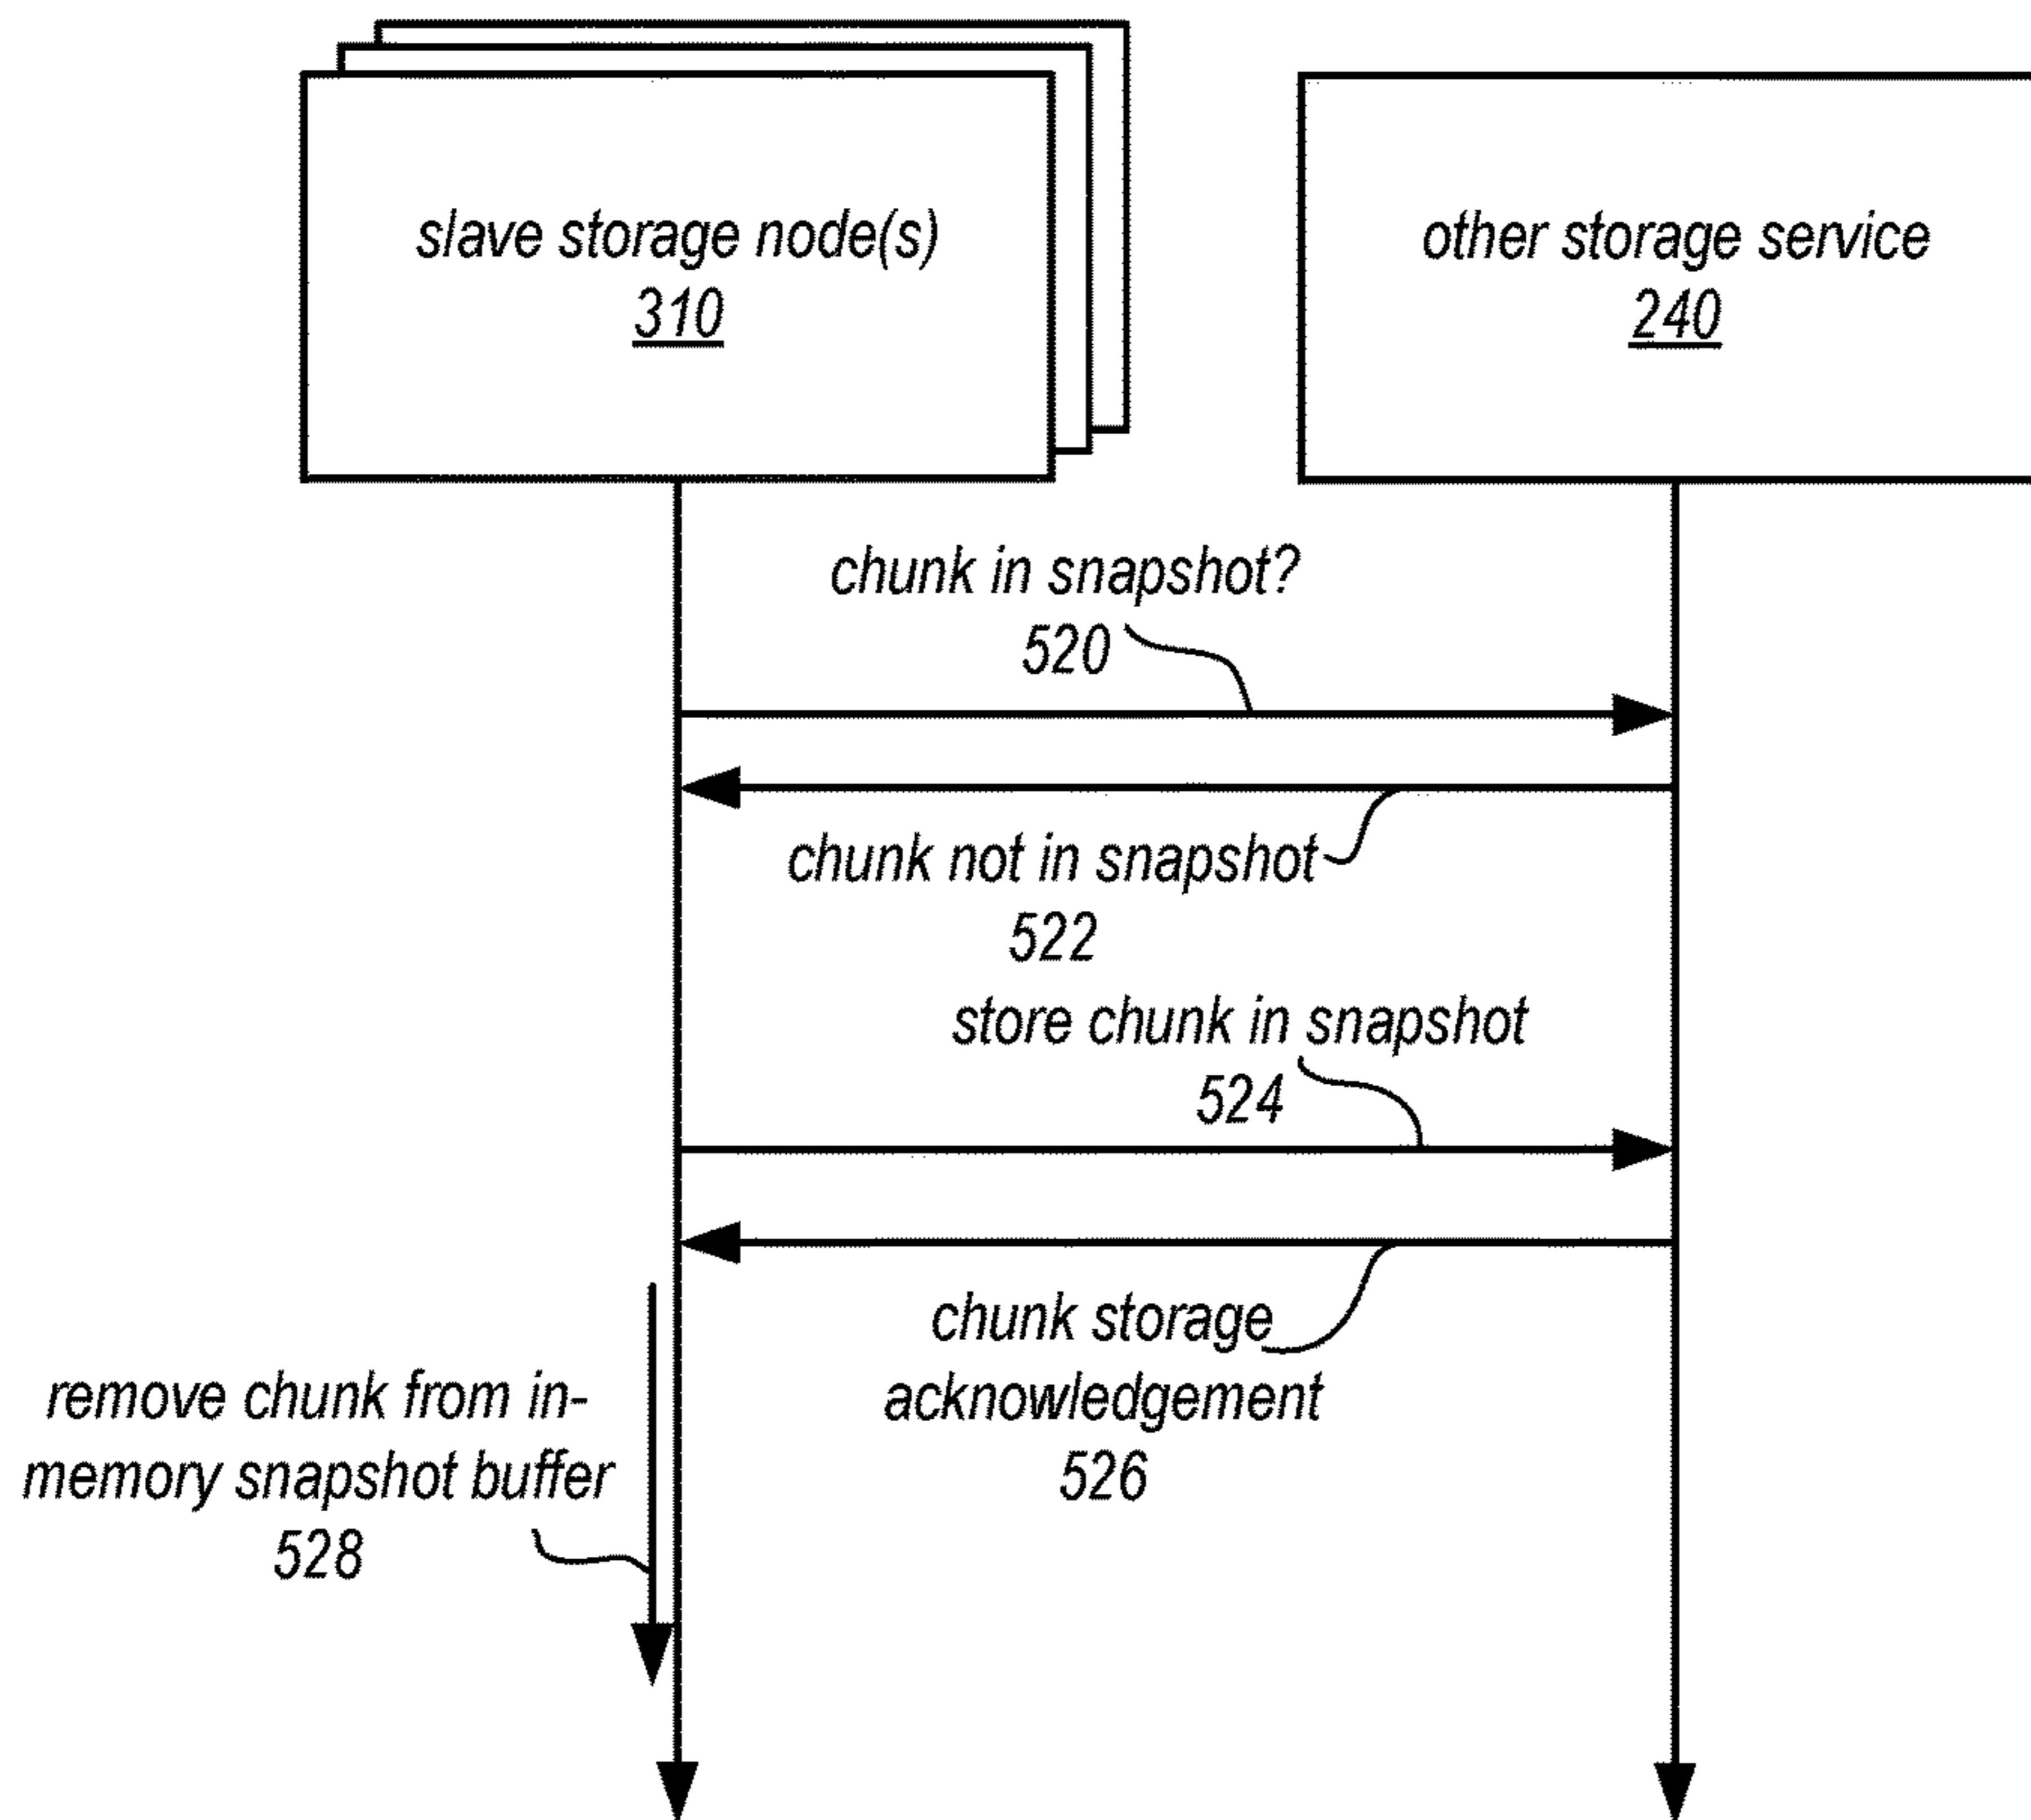 slave storage node(s)
310
other storage service
240
chunk in snapshot?
520
chunk not in snapshot
522
store chunk in snapshot
524
chunk storage
acknowledgement
526
remove chunk from in-
memory snapshot buffer
528